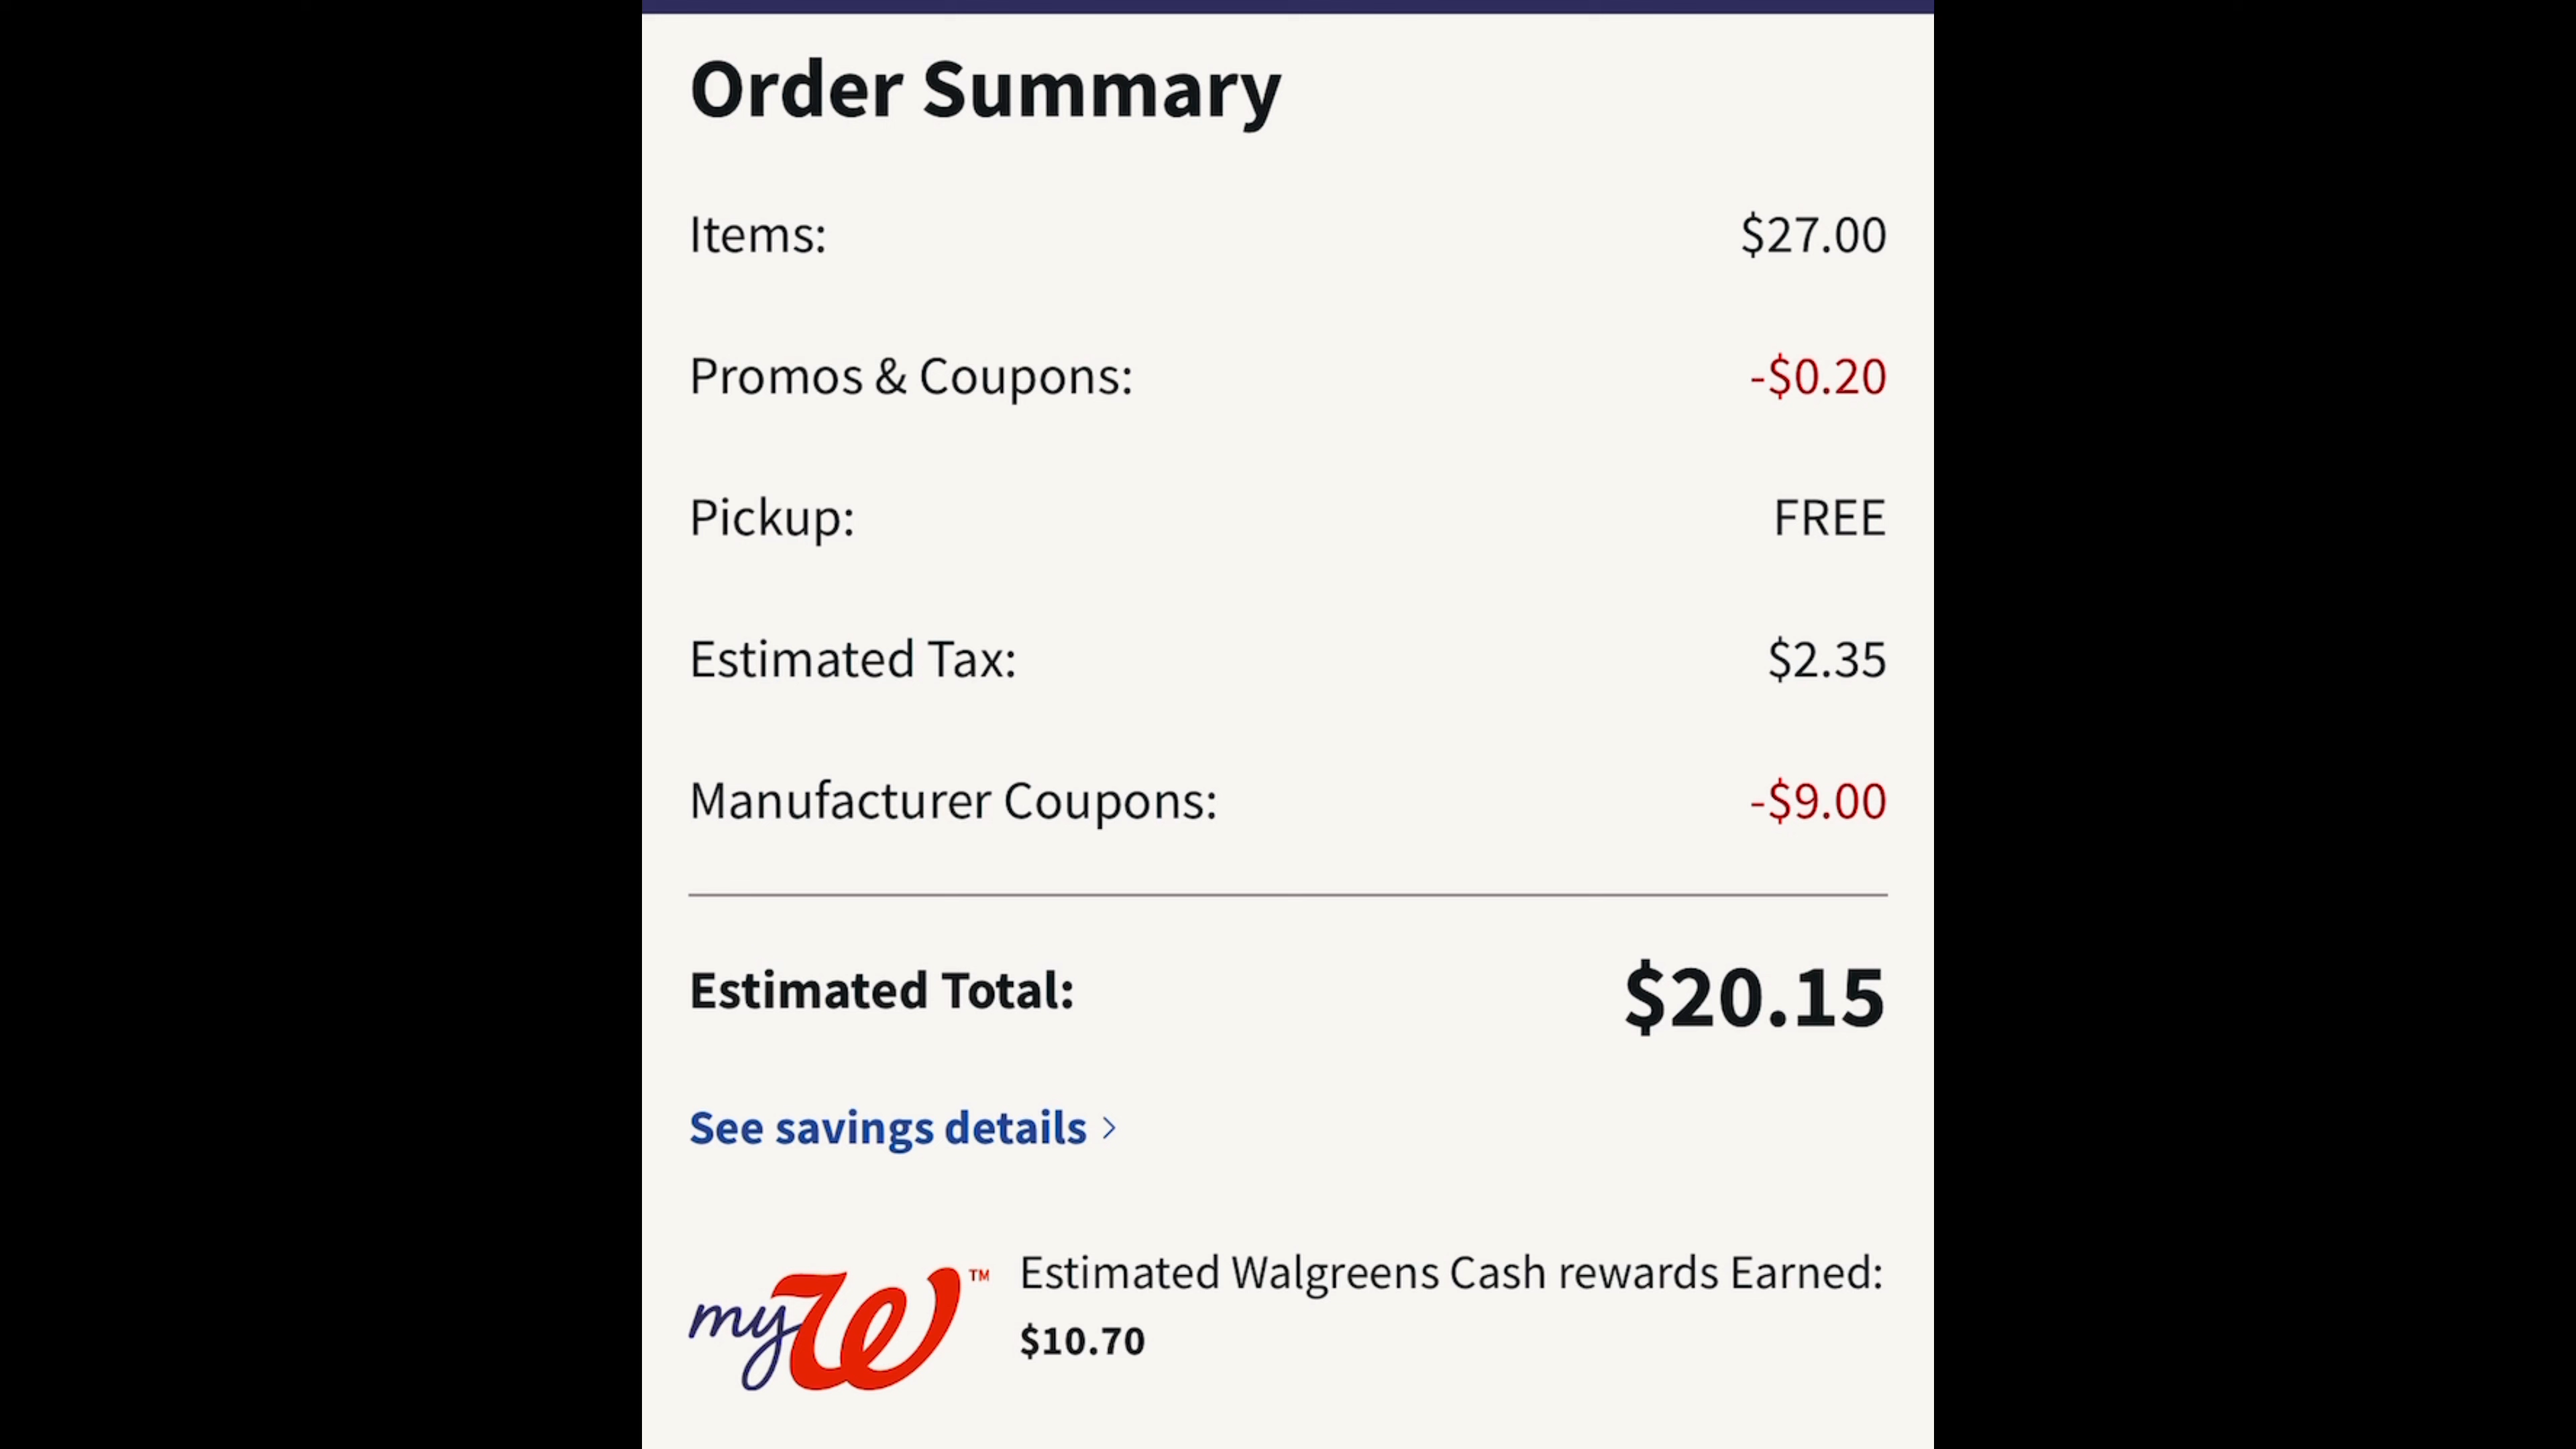 Order Summary
Items: $27.00
Promos & Coupons: -$0.20
Pickup: FREE
Estimated Tax: $2.35
Manufacturer Coupons: -$9.00
Estimated Total: $20.15
See savings details >
myW™ Estimated Walgreens Cash rewards Earned:
$10.70